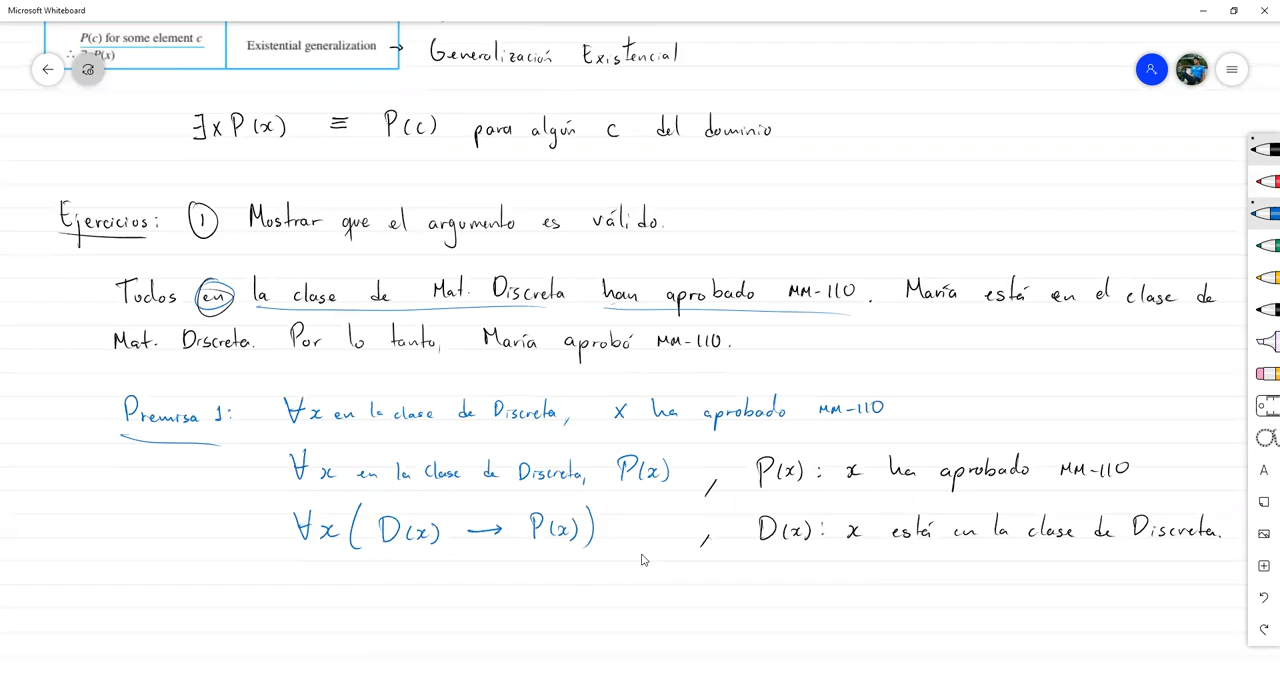 Microsoft Whiteboard
P(c) for some element c
∴ ∃xP(x)
Existential generalization → Generalización Existencial
∃x P(x) ≡ P(c) para algún c del dominio
Ejercicios: ① Mostrar que el argumento es válido.
Todos en la clase de Mat. Discreta han aprobado MM-110. María está en el clase de
Mat. Discreta. Por lo tanto, María aprobó MM-110.
Premisa 1: ∀x en la clase de Discreta, x ha aprobado MM-110
∀x en la clase de Discreta, P(x) , P(x): x ha aprobado MM-110
∀x ( D(x) → P(x) ) , D(x): x está en la clase de Discreta.
A